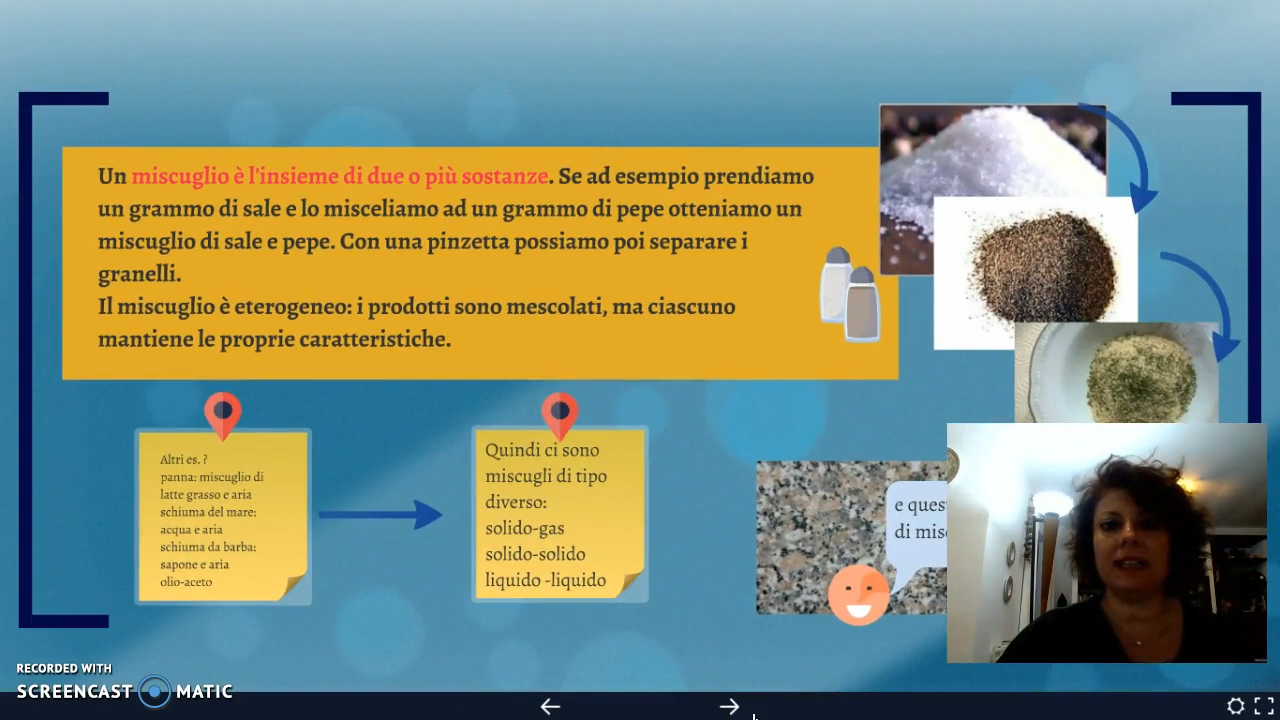 Un miscuglio è l'insieme di due o più sostanze. Se ad esempio prendiamo
un grammo di sale e lo misceliamo ad un grammo di pepe otteniamo un
miscuglio di sale e pepe. Con una pinzetta possiamo poi separare i
granelli.
Il miscuglio è eterogeneo: i prodotti sono mescolati, ma ciascuno
mantiene le proprie caratteristiche.
Altri es. ?
panna: miscuglio di
latte grasso e aria
schiuma del mare:
acqua e aria
schiuma da barba:
sapone e aria
olio-aceto
Quindi ci sono
miscugli di tipo
diverso:
solido-gas
solido-solido
liquido -liquido
e
di
RECORDED WITH
SCREENCAST MATIC